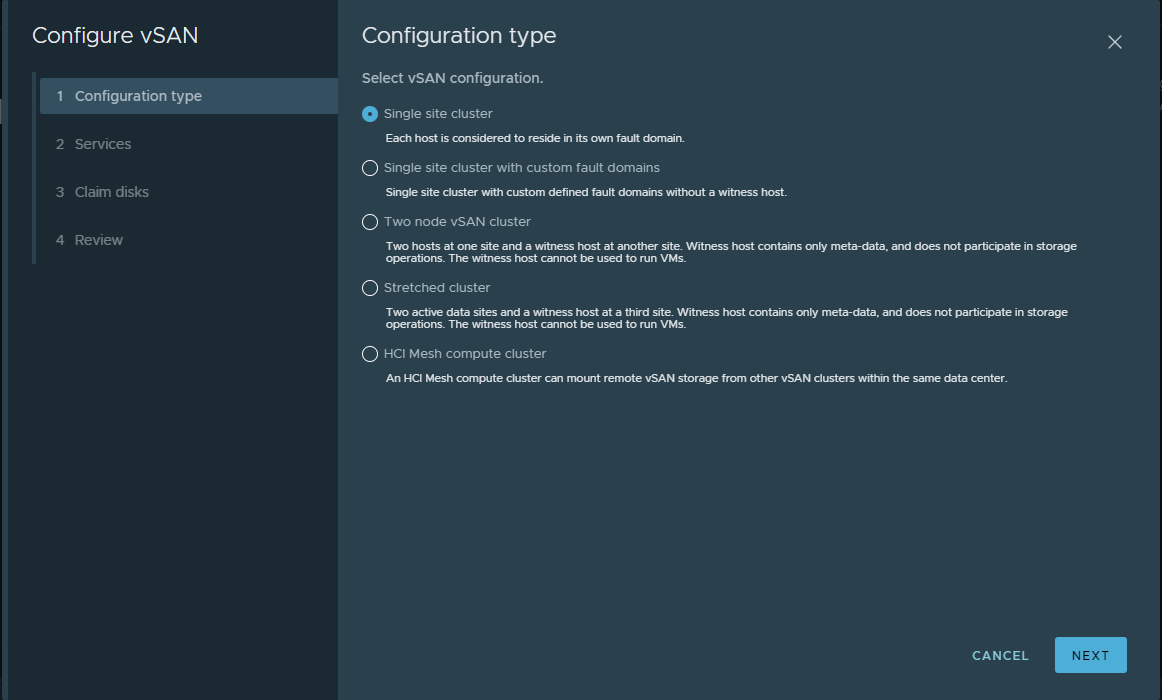 Configure vSAN
1 Configuration type
2 Services
3 Claim disks
4 Review
Configuration type
Select vSAN configuration.
Single site cluster
Each host is considered to reside in its own fault domain.
Single site cluster with custom fault domains
Single site cluster with custom defined fault domains without a witness host.
Two node vSAN cluster
Two hosts at one site and a witness host at another site. Witness host contains only meta-data, and does not participate in storage
operations. The witness host cannot be used to run VMs.
Stretched cluster
Two active data sites and a witness host at a third site. Witness host contains only meta-data, and does not participate in storage
operations. The witness host cannot be used to run VMs.
HCI Mesh compute cluster
An HCI Mesh compute cluster can mount remote vSAN storage from other vSAN clusters within the same data center.
CANCEL NEXT